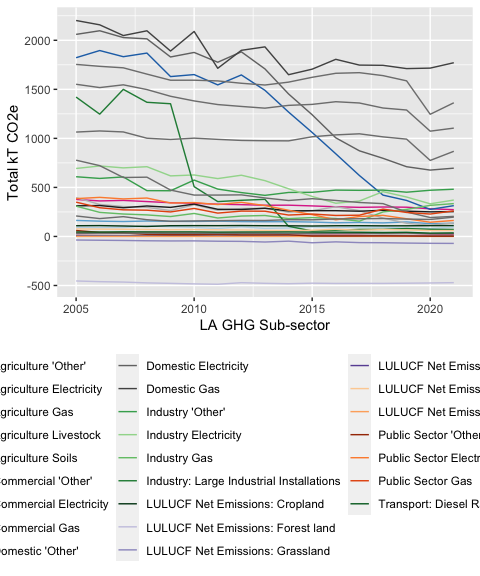 2000
1500
1000
500
0
-500
Total kT CO2e
2005
2010
2015
2020
LA GHG Sub-sector
griculture 'Other'
griculture Electricity
griculture Gas
griculture Livestock
griculture Soils
ommercial 'Other'
ommercial Electricity
ommercial Gas
omestic 'Other'
Domestic Electricity
Domestic Gas
Industry 'Other'
Industry Electricity
Industry Gas
Industry: Large Industrial Installations
LULUCF Net Emissions: Cropland
LULUCF Net Emissions: Forest land
LULUCF Net Emissions: Grassland
LULUCF Net Emiss
LULUCF Net Emiss
LULUCF Net Emiss
Public Sector 'Othe
Public Sector Electr
Public Sector Gas
Transport: Diesel R